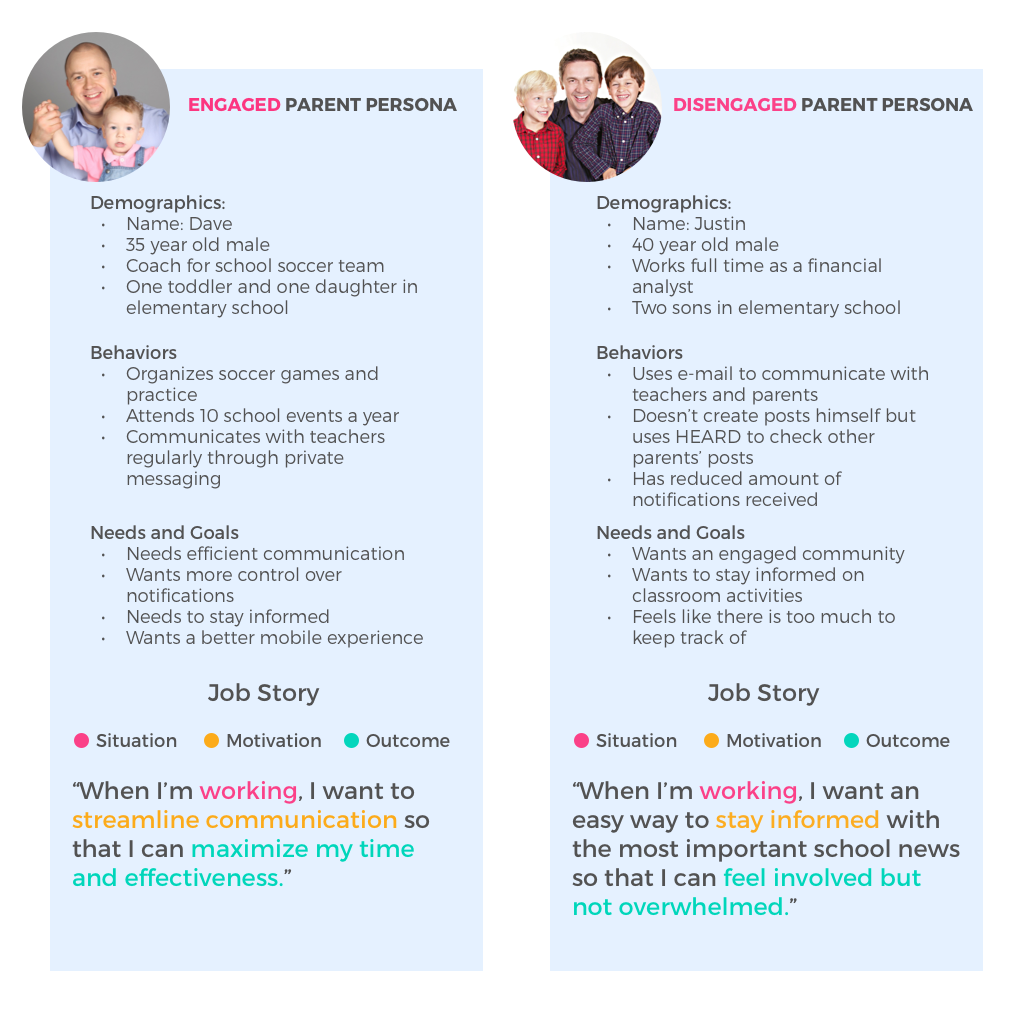 ENGAGED PARENT PERSONA
Demographics:
• Name: Dave
• 35 year old male
• Coach for school soccer team
• One toddler and one daughter in
elementary school
Behaviors
• Organizes soccer games and
practice
• Attends 10 school events a year
• Communicates with teachers
regularly through private
messaging
Needs and Goals
• Needs efficient communication
• Wants more control over
notifications
• Needs to stay informed
• Wants a better mobile experience
Job Story
Situation Motivation Outcome
“When I’m working, I want to
streamline communication so
that I can maximize my time
and effectiveness.”
DISENGAGED PARENT PERSONA
Demographics:
• Name: Justin
• 40 year old male
• Works full time as a financial
analyst
• Two sons in elementary school
Behaviors
• Uses e-mail to communicate with
teachers and parents
• Doesn’t create posts himself but
uses HEARD to check other
parents’ posts
• Has reduced amount of
notifications received
Needs and Goals
• Wants an engaged community
• Wants to stay informed on
classroom activities
• Feels like there is too much to
keep track of
Job Story
Situation Motivation Outcome
“When I’m working, I want an
easy way to stay informed with
the most important school news
so that I can feel involved but
not overwhelmed.”